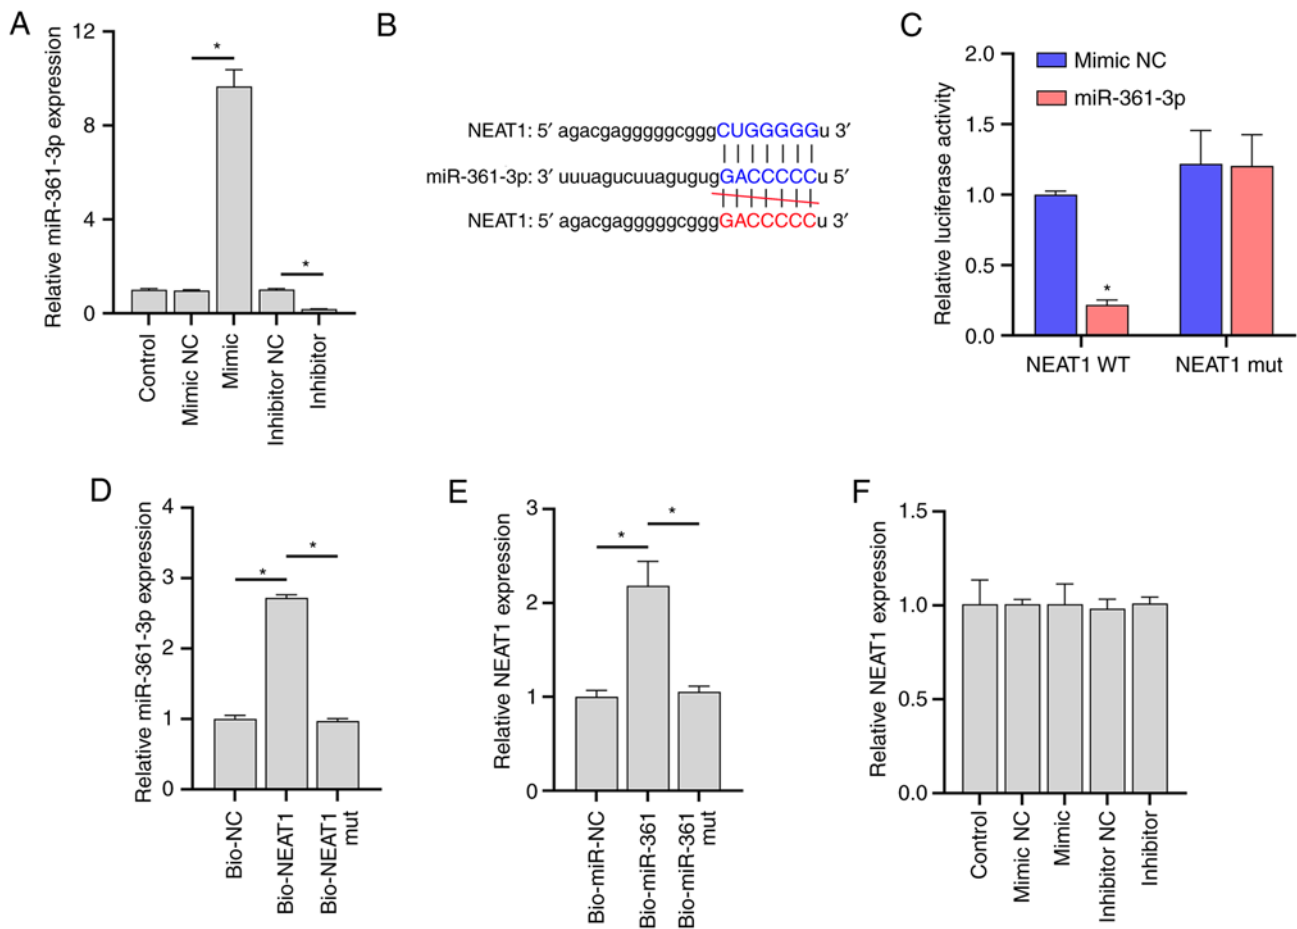 A
Relative miR-361-3p expression
12
8
4
0
*
*
Control
Mimic NC
Mimic
Inhibitor NC
Inhibitor
B
NEAT1: 5′ agacgagggggcgggCUGGGGGu 3′
miR-361-3p: 3′ uuuagucuuagugugGACCCCCu 5′
NEAT1: 5′ agacgagggggcgggGACCCCCu 3′
C
Relative luciferase activity
2.0
1.5
1.0
0.5
0.0
Mimic NC
miR-361-3p
*
NEAT1 WT
NEAT1 mut
D
Relative miR-361-3p expression
4
3
2
1
0
*
*
Bio-NC
Bio-NEAT1
Bio-NEAT1
mut
E
Relative NEAT1 expression
3
2
1
0
*
*
Bio-miR-NC
Bio-miR-361
Bio-miR-361
mut
F
Relative NEAT1 expression
1.5
1.0
0.5
0.0
Control
Mimic NC
Mimic
Inhibitor NC
Inhibitor